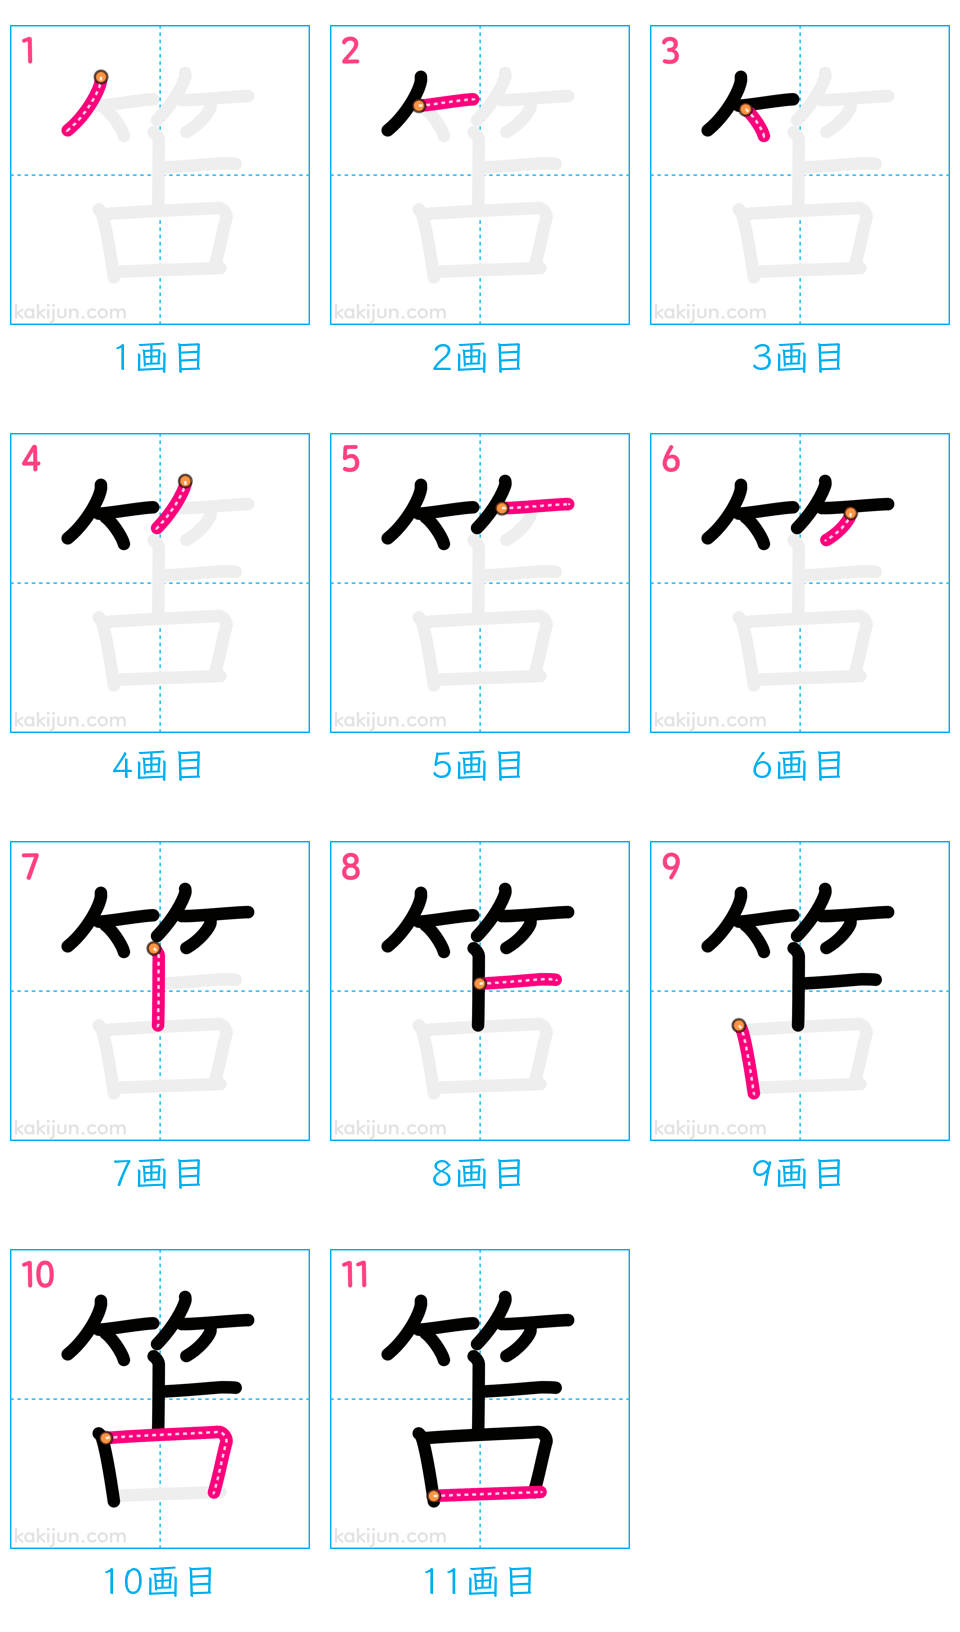 1 2 3
kakijun.com kakijun.com kakijun.com
1画目 2画目 3画目
4 5 6
kakijun.com kakijun.com kakijun.com
4画目 5画目 6画目
7 8 9
kakijun.com kakijun.com kakijun.com
7画目 8画目 9画目
10 11
笘 笘
kakijun.com kakijun.com
10画目 11画目